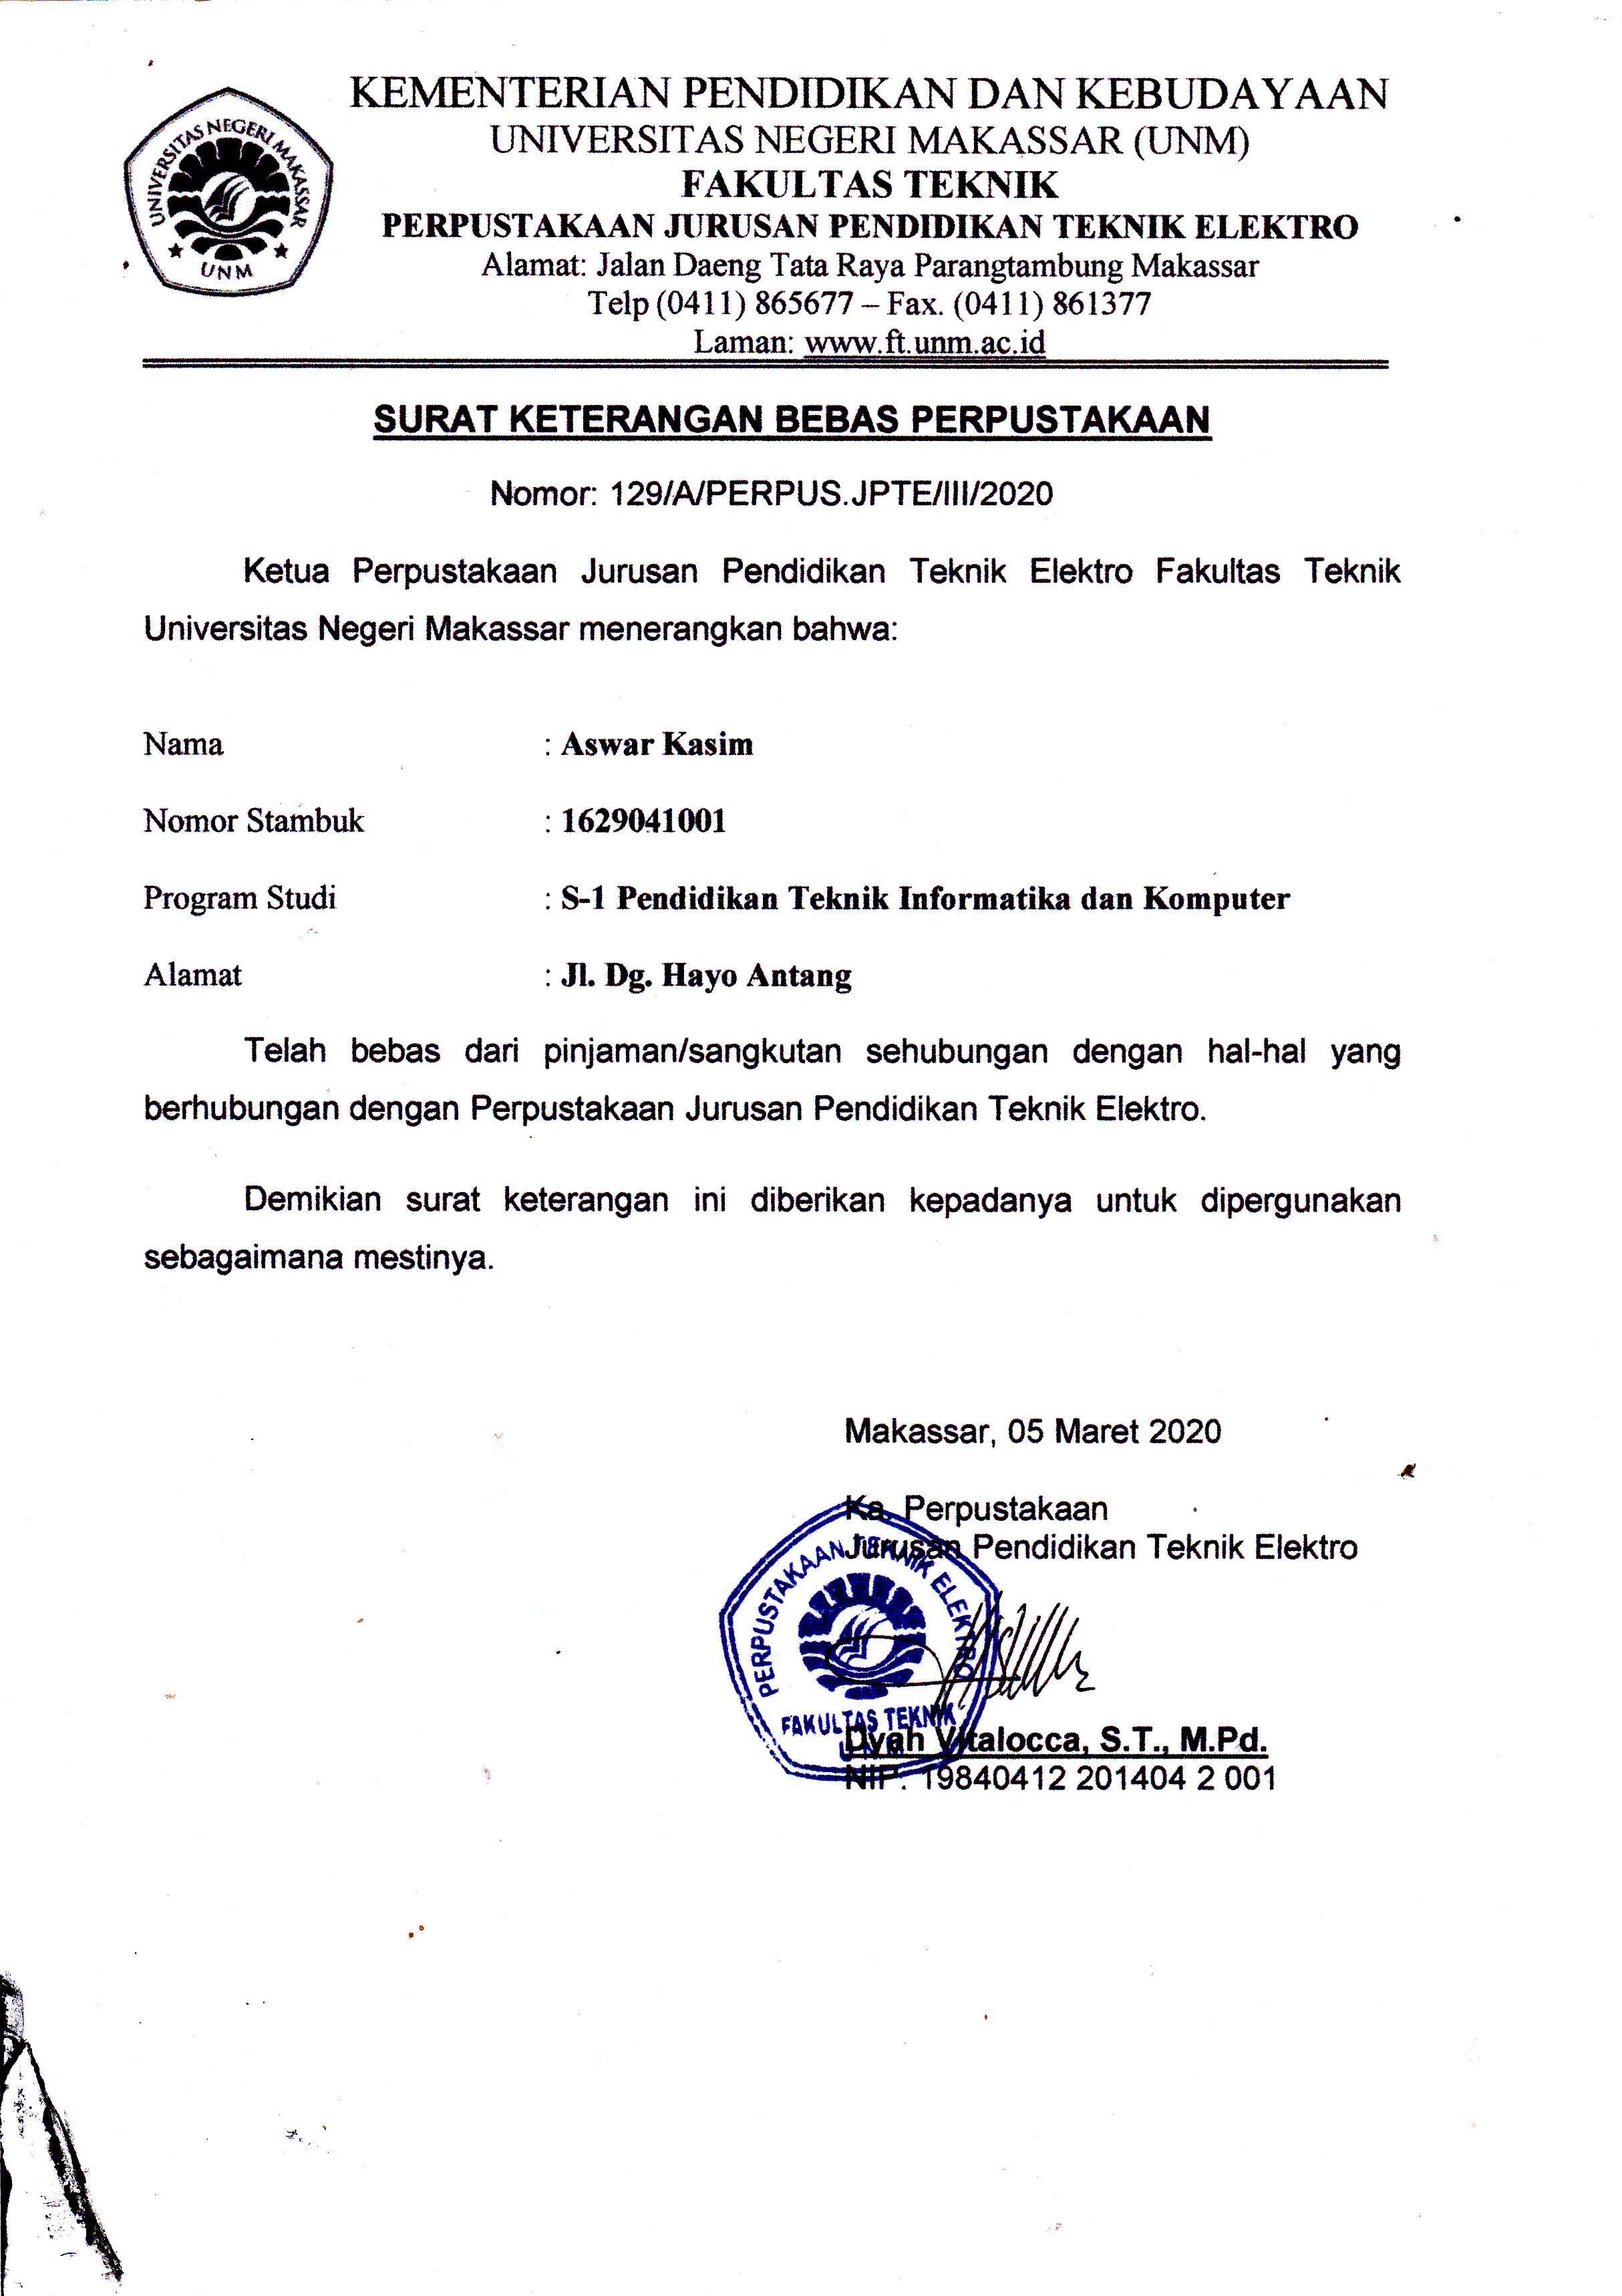 KEMENTERIAN PENDIDIKAN DAN KEBUDAYAAN
UNIVERSITAS NEGERI MAKASSAR (UNM)
FAKULTAS TEKNIK
PERPUSTAKAAN JURUSAN PENDIDIKAN TEKNIK ELEKTRO
Alamat: Jalan Daeng Tata Raya Parangtambung Makassar
Telp (0411) 865677 – Fax. (0411) 861377
Laman: www.ft.unm.ac.id
UNIVERSITAS NEGERI MAKASSAR
UNM
SURAT KETERANGAN BEBAS PERPUSTAKAAN
Nomor: 129/A/PERPUS.JPTE/III/2020
Ketua Perpustakaan Jurusan Pendidikan Teknik Elektro Fakultas Teknik
Universitas Negeri Makassar menerangkan bahwa:
Nama : Aswar Kasim
Nomor Stambuk : 1629041001
Program Studi : S-1 Pendidikan Teknik Informatika dan Komputer
Alamat : Jl. Dg. Hayo Antang
Telah bebas dari pinjaman/sangkutan sehubungan dengan hal-hal yang
berhubungan dengan Perpustakaan Jurusan Pendidikan Teknik Elektro.
Demikian surat keterangan ini diberikan kepadanya untuk dipergunakan
sebagaimana mestinya.
Makassar, 05 Maret 2020
Ka. Perpustakaan
Jurusan Pendidikan Teknik Elektro
PERPUSTAKAAN TEKNIK ELEKTRO
FAKULTAS TEKNIK
UNM
Dyah Vitalocca, S.T., M.Pd.
NIP. 19840412 201404 2 001